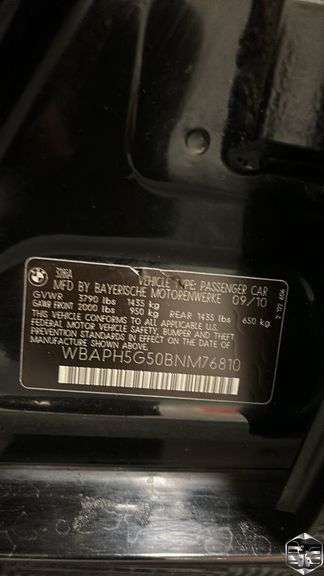 328iA
VEHICLE TYPE: PASSENGER CAR
MFD BY BAYERISCHE MOTORENWERKE 09/10
GVWR 3790 lbs 1435 kg
GAWR FRONT 2000 lbs 950 kg REAR 1435 lbs 650 kg
THIS VEHICLE CONFORMS TO ALL APPLICABLE
FEDERAL MOTOR VEHICLE SAFETY, BUMPER AND THEFT
PREVENTION STANDARDS IN EFFECT ON THE
DATE OF MANUFACTURE SHOWN ABOVE
WBAPH5G50BNM76810